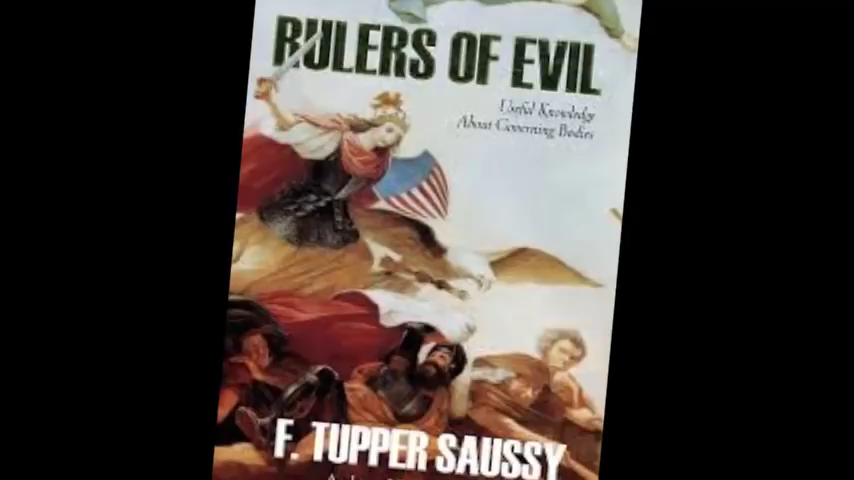 RULERS OF EVIL
Useful Knowledge
About Governing Bodies
F. TUPPER SAUSSY